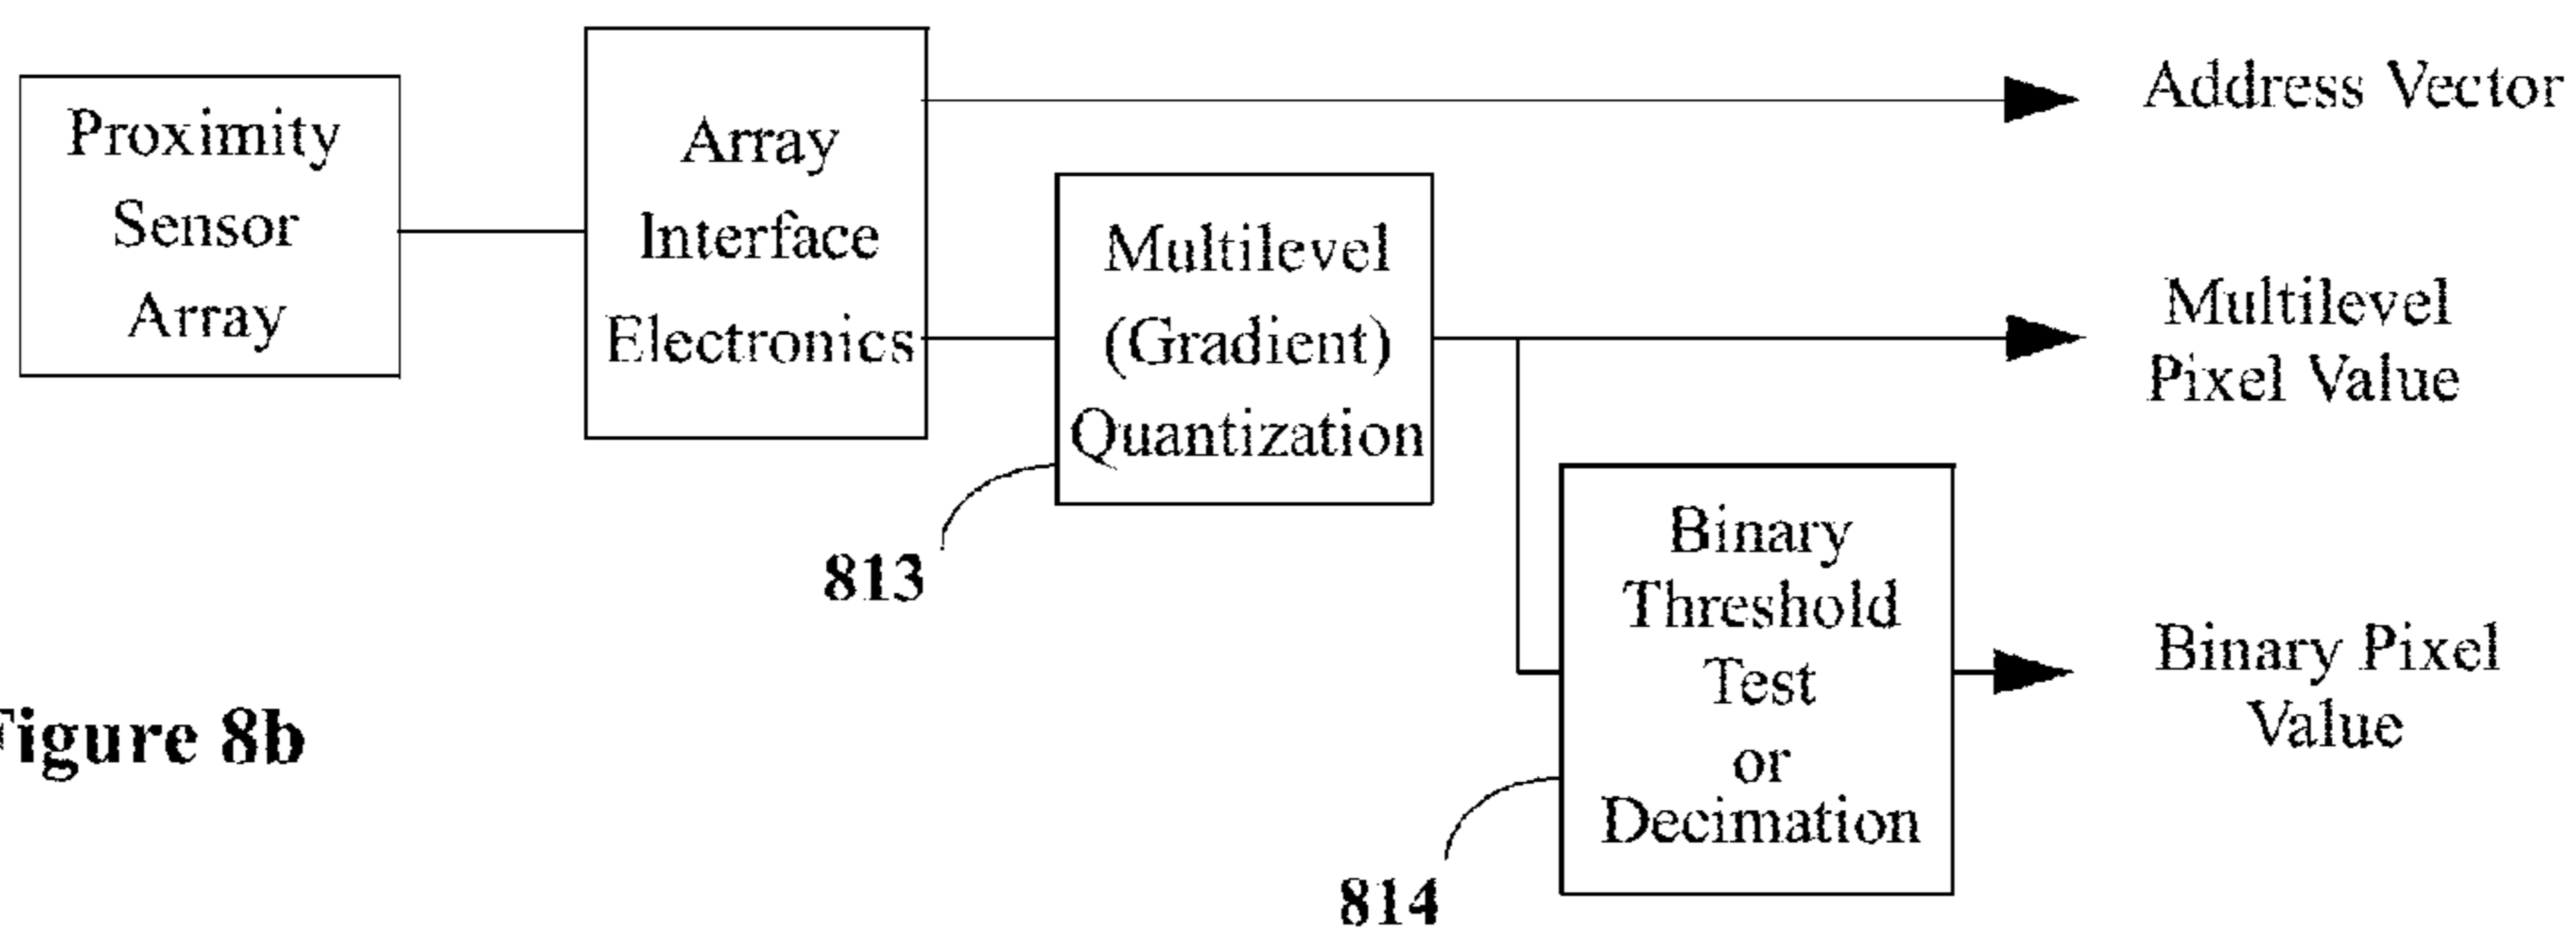 Proximity
Sensor
Array
Array
Interface
Electronics
Multilevel
(Gradient)
Quantization
813
Binary
Threshold
Test
or
Decimation
814
Address Vector
Multilevel
Pixel Value
Binary Pixel
Value
Figure 8b